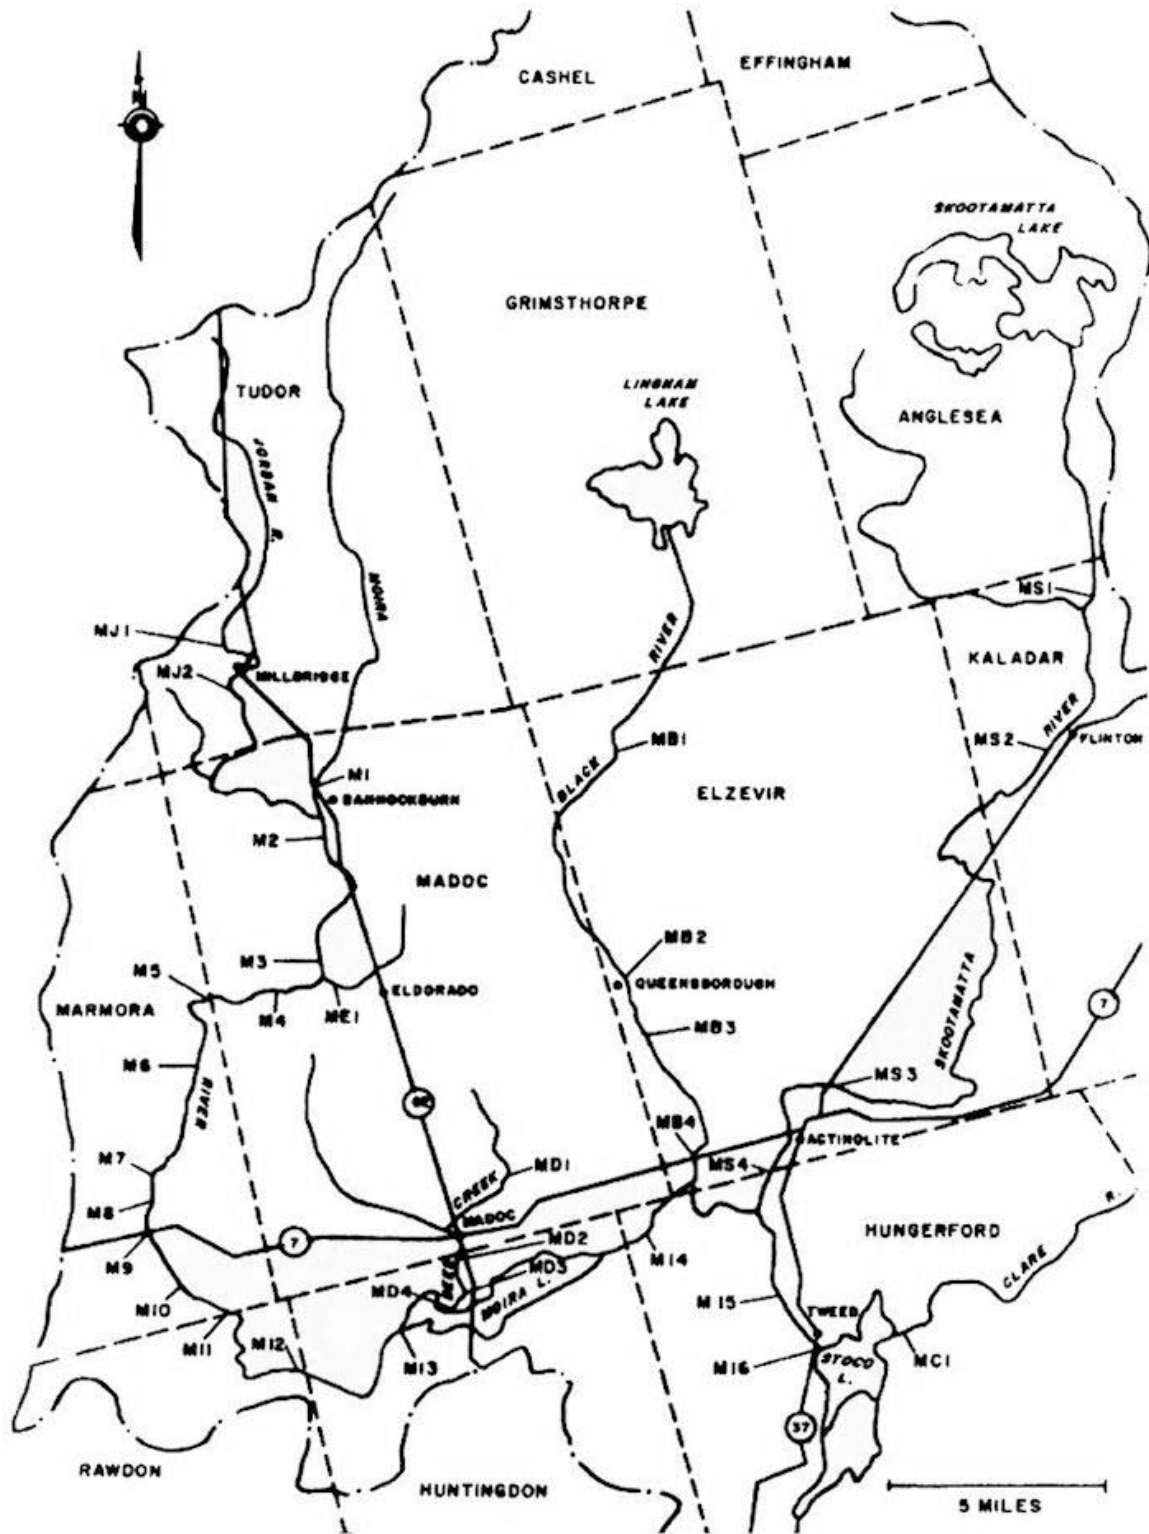 N
CASHEL
EFFINGHAM
SKOOTAMATTA
LAKE
GRIMSTHORPE
TUDOR
LINGHAM
LAKE
ANGLESEA
JORDAN R.
MOIRA
MS1
MJ1
RIVER
KALADAR
MJ2
MILLBRIDGE
RIVER
MB1
MS2
FLINTON
M1
BLACK
ELZEVIR
BANNOCKBURN
M2
MADOC
MB2
M3
M5
QUEENSBOROUGH
ELDORADO
MARMORA
M4
ME1
MB3
SKOOTAMATTA
7
M6
RIVER
MS3
MB4
ACTINOLITE
M7
CREEK
MD1
MS4
M8
MADOC
HUNGERFORD
R.
7
MD2
M9
MD3
M14
CLARE
DEER
MD4
MOIRA L.
M10
M15
TWEED
M11
M12
M13
M16
STOCO
L.
MC1
37
RAWDON
HUNTINGDON
5 MILES